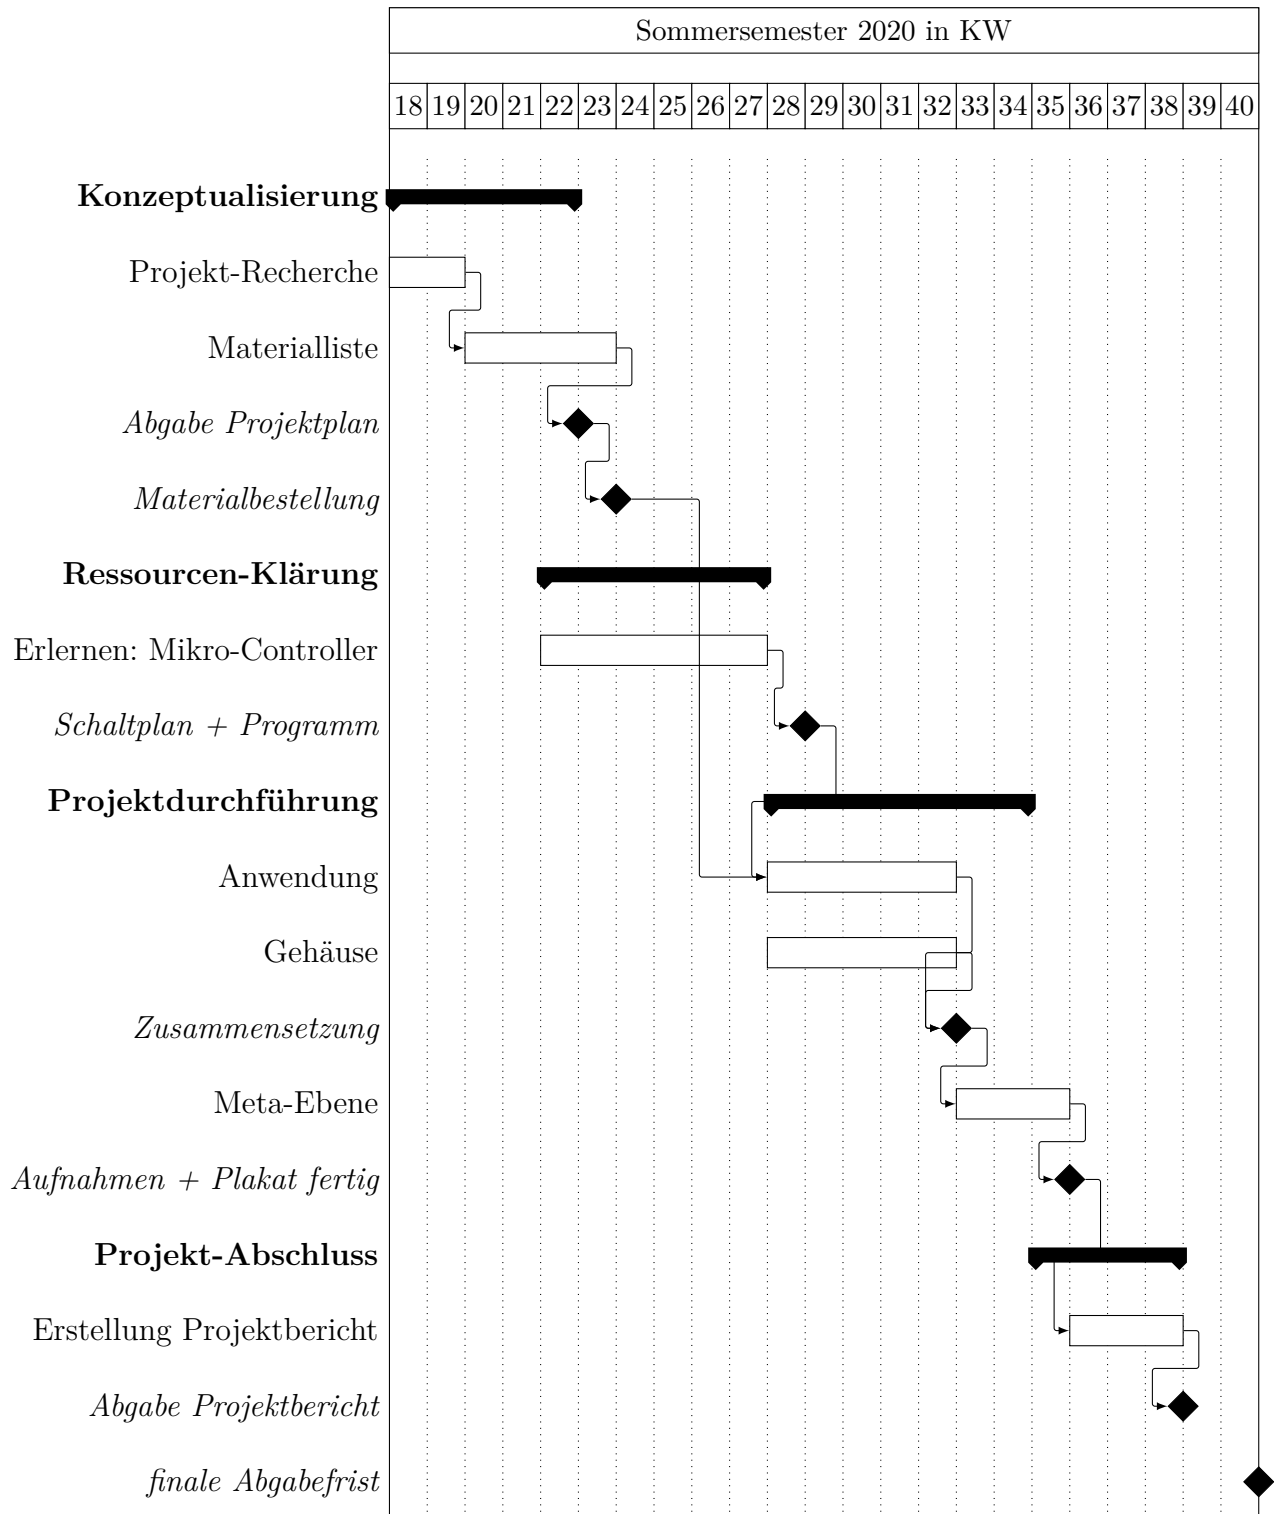 Sommersemester 2020 in KW
18 19 20 21 22 23 24 25 26 27 28 29 30 31 32 33 34 35 36 37 38 39 40
Konzeptualisierung
Projekt-Recherche
Materialliste
Abgabe Projektplan
Materialbestellung
Ressourcen-Klärung
Erlernen: Mikro-Controller
Schaltplan + Programm
Projektdurchführung
Anwendung
Gehäuse
Zusammensetzung
Meta-Ebene
Aufnahmen + Plakat fertig
Projekt-Abschluss
Erstellung Projektbericht
Abgabe Projektbericht
finale Abgabefrist